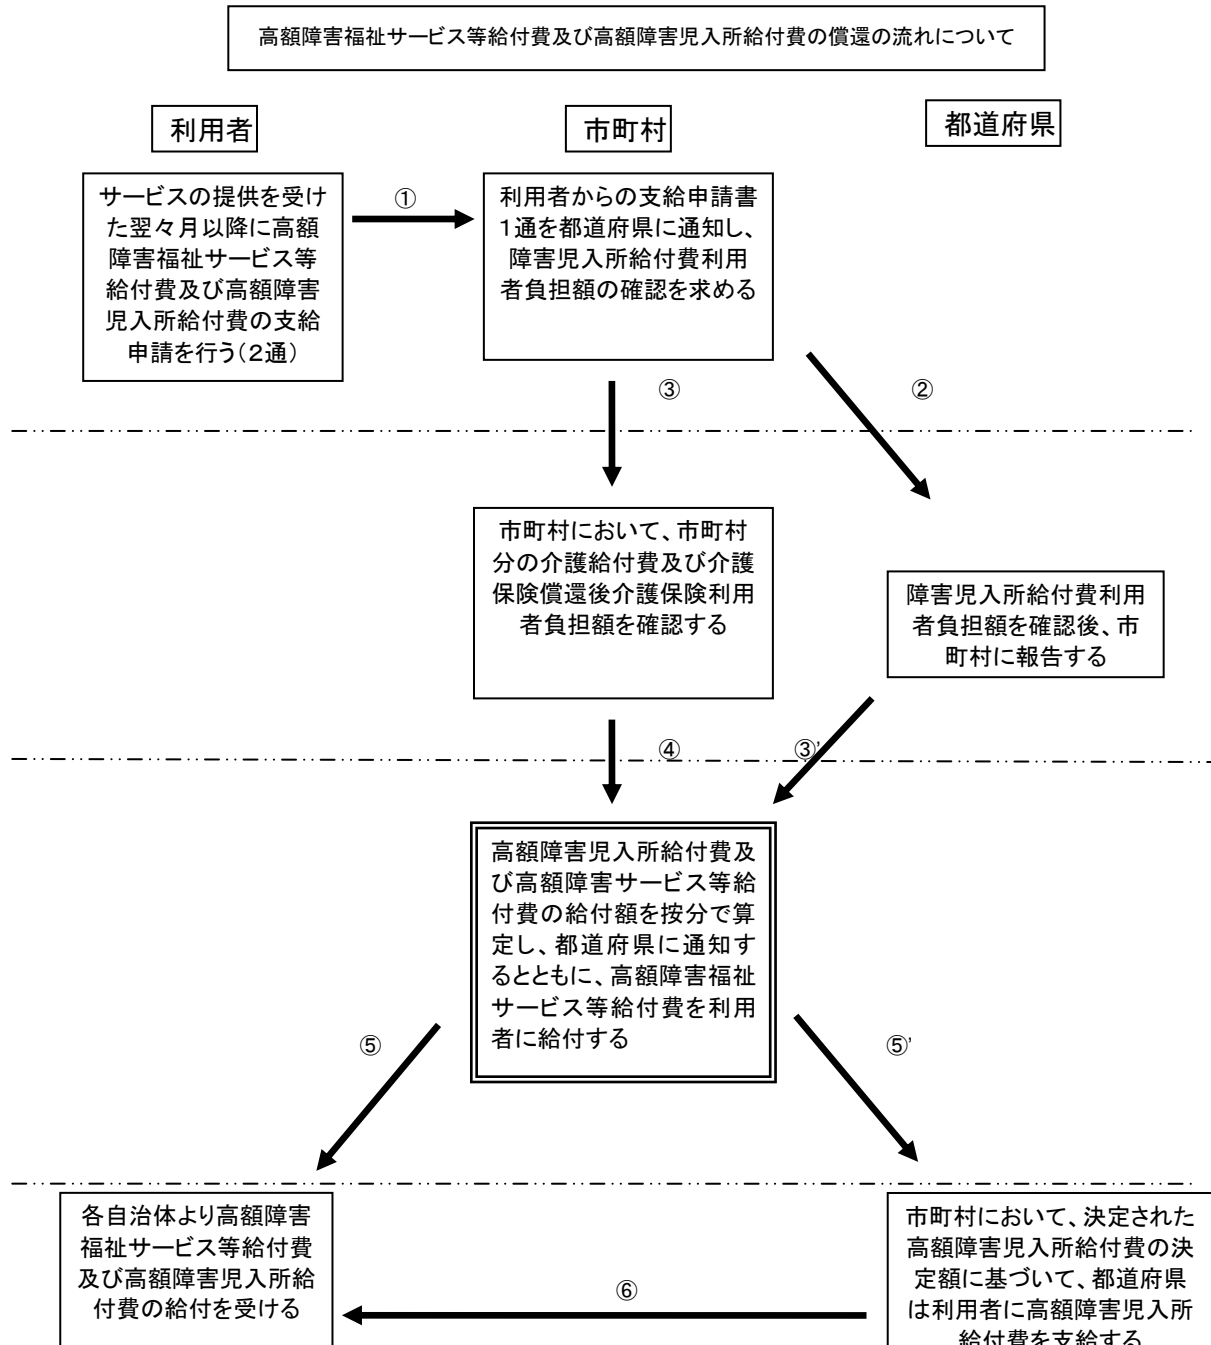 高額障害福祉サービス等給付費及び高額障害児入所給付費の償還の流れについて
利用者
市町村
都道府県
サービスの提供を受け
た翌々月以降に高額
障害福祉サービス等
給付費及び高額障害
児入所給付費の支給
申請を行う(2通)
①
利用者からの支給申請書
1通を都道府県に通知し、
障害児入所給付費利用
者負担額の確認を求める
③
②
市町村において、市町村
分の介護給付費及び介護
保険償還後介護保険利用
者負担額を確認する
障害児入所給付費利用
者負担額を確認後、市
町村に報告する
④
③’
高額障害児入所給付費及
び高額障害サービス等給
付費の給付額を按分で算
定し、都道府県に通知す
るとともに、高額障害福祉
サービス等給付費を利用
者に給付する
⑤
⑤’
各自治体より高額障害
福祉サービス等給付費
及び高額障害児入所給
付費の給付を受ける
⑥
市町村において、決定された
高額障害児入所給付費の決
定額に基づいて、都道府県
は利用者に高額障害児入所
給付費を支給する